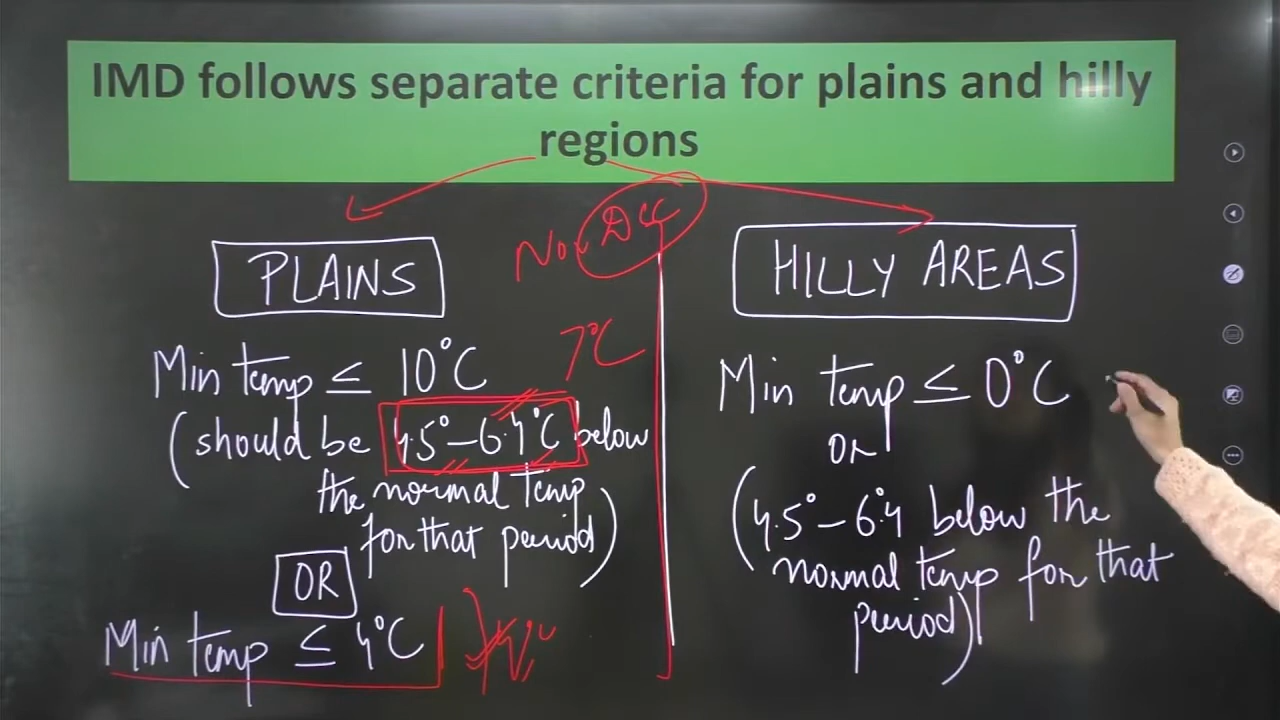 IMD follows separate criteria for plains and hilly
regions
Nov Dec
PLAINS
7°C
Min temp ≤ 10°C
(should be 4.5°–6.4°C below
the normal temp
for that period)
OR
Min temp ≤ 4°C
4°C
HILLY AREAS
Min temp ≤ 0°C
or
(4.5°–6.4 below the
normal temp for that
period)